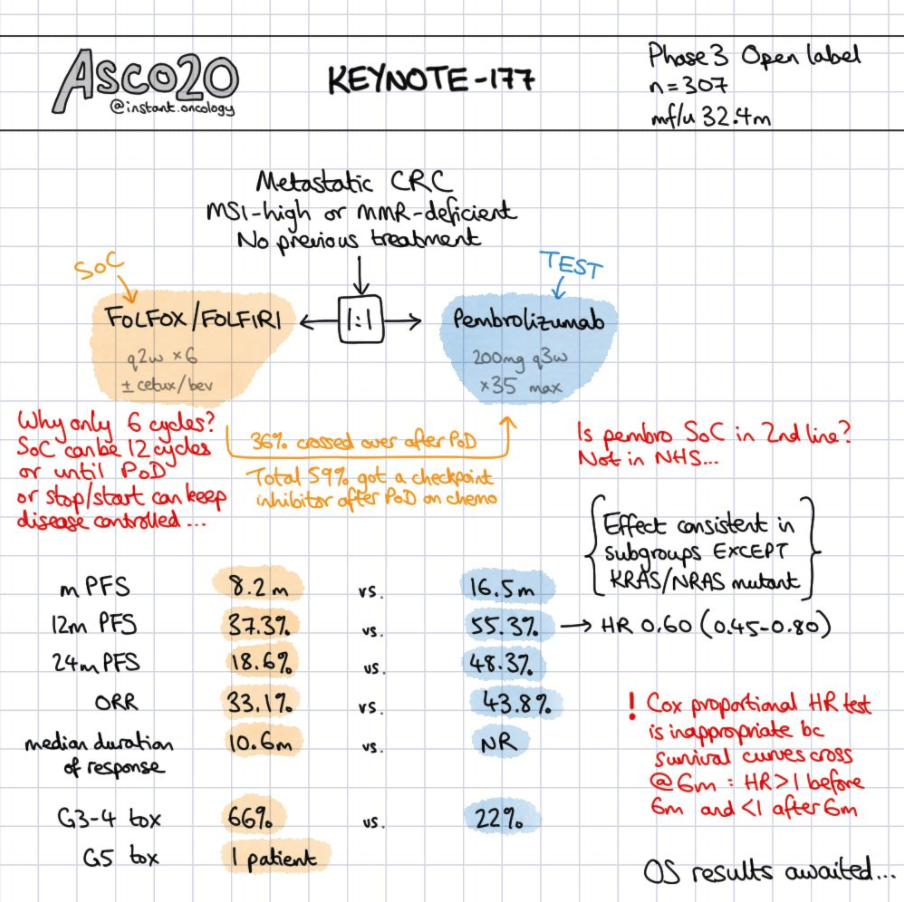 ASCO20
@instant.oncology
KEYNOTE-177
Phase 3 Open label
n=307
mf/u 32.4m
Metastatic CRC
MSI-high or MMR-deficient
No previous treatment
SoC
TEST
FOLFOX/FOLFIRI
1:1
Pembrolizumab
q2w x6
± cetux/bev
200mg q3w
x35 max
Why only 6 cycles?
SoC can be 12 cycles
or until PoD
or stop/start can keep
disease controlled...
36% crossed over after PoD
Total 59% got a checkpoint
inhibitor after PoD on chemo
Is pembro SoC in 2nd line?
Not in NHS...
Effect consistent in
subgroups EXCEPT
KRAS/NRAS mutant
mPFS 8.2m vs. 16.5m
12m PFS 37.3% vs. 55.3% → HR 0.60 (0.45-0.80)
24m PFS 18.6% vs. 48.3%
ORR 33.1% vs. 43.8%
median duration
of response 10.6m vs. NR
! Cox proportional HR test
is inappropriate bc
survival curves cross
@6m : HR>1 before
6m and <1 after 6m
G3-4 tox 66% vs. 22%
G5 tox 1 patient
OS results awaited...